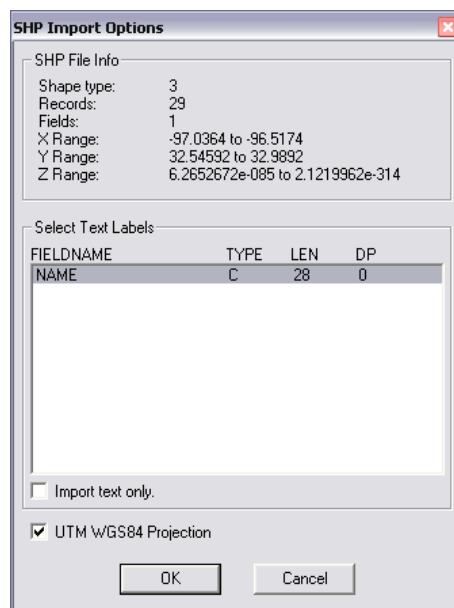 SHP Import Options
SHP File Info
Shape type: 3
Records: 29
Fields: 1
X Range: -97.0364 to -96.5174
Y Range: 32.54592 to 32.9892
Z Range: 6.2652672e-085 to 2.1219962e-314
Select Text Labels
FIELDNAME TYPE LEN DP
NAME C 28 0
Import text only.
UTM WGS84 Projection
OK Cancel